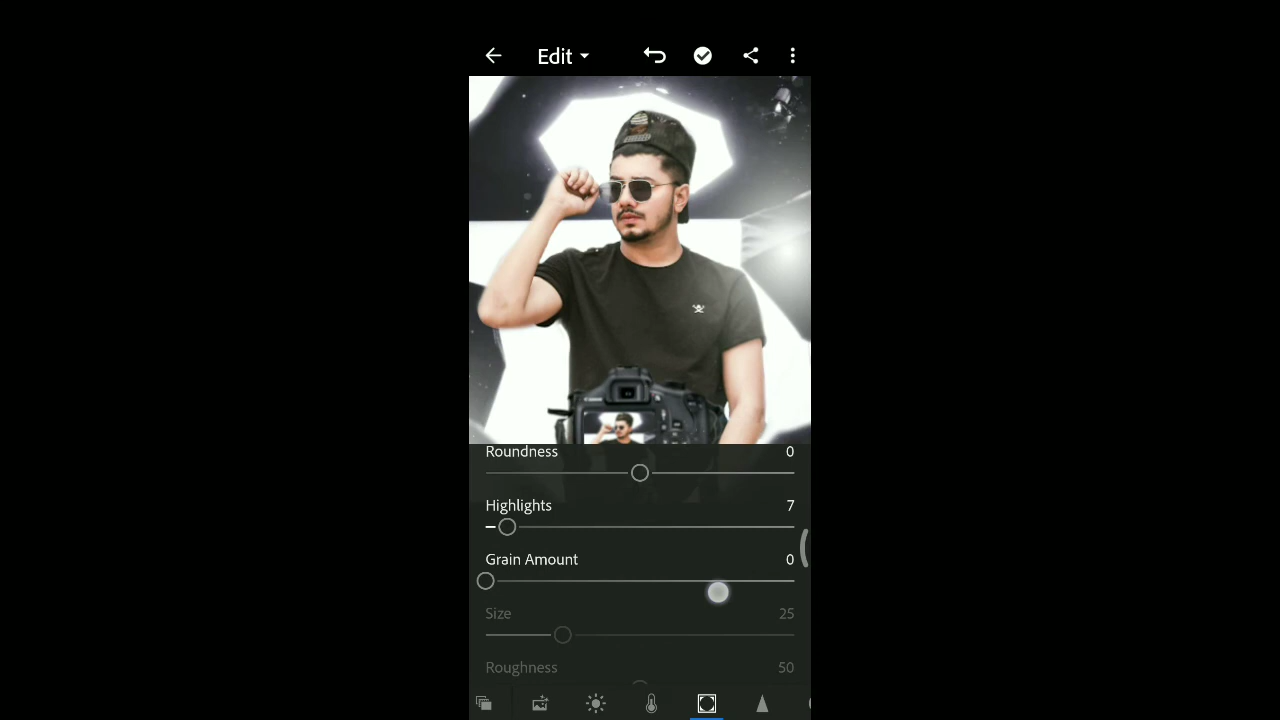 Edit
Roundness 0
Highlights 7
Grain Amount 0
Size 25
Roughness 50